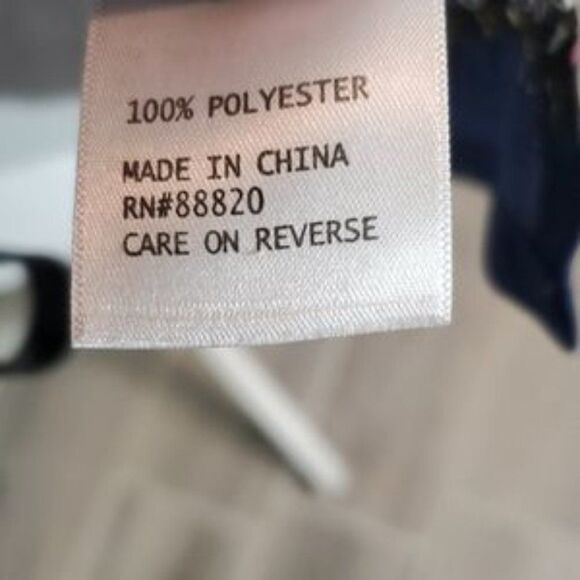 100% POLYESTER
MADE IN CHINA
RN#88820
CARE ON REVERSE